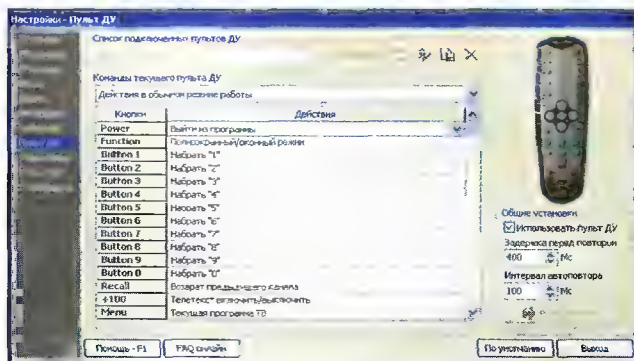 Настройки - Пульт ДУ
Список подключенных пультов ДУ
Команды текущего пульта ДУ
Действия в обычном режиме работы
Кнопки Действия
Power Выйти из программы
Function Полноэкранный/оконный режим
Button 1 Набрать "1"
Button 2 Набрать "2"
Button 3 Набрать "3"
Button 4 Набрать "4"
Button 5 Набрать "5"
Button 6 Набрать "6"
Button 7 Набрать "7"
Button 8 Набрать "8"
Button 9 Набрать "9"
Button 0 Набрать "0"
Recall Возврат предыдущего канала
+100 Телетекст включить/выключить
Menu Текущая программа ТВ
Общие установки
Использовать Пульт ДУ
Задержка перед повтором
400 Мс
Интервал автоповтора
100 Мс
Помощь - F1 FAQ онлайн По умолчанию Выход